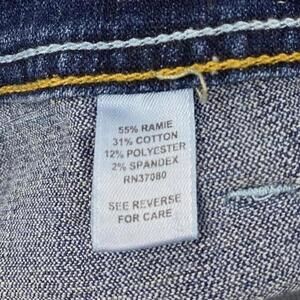 55% RAMIE
31% COTTON
12% POLYESTER
2% SPANDEX
RN37080
SEE REVERSE
FOR CARE